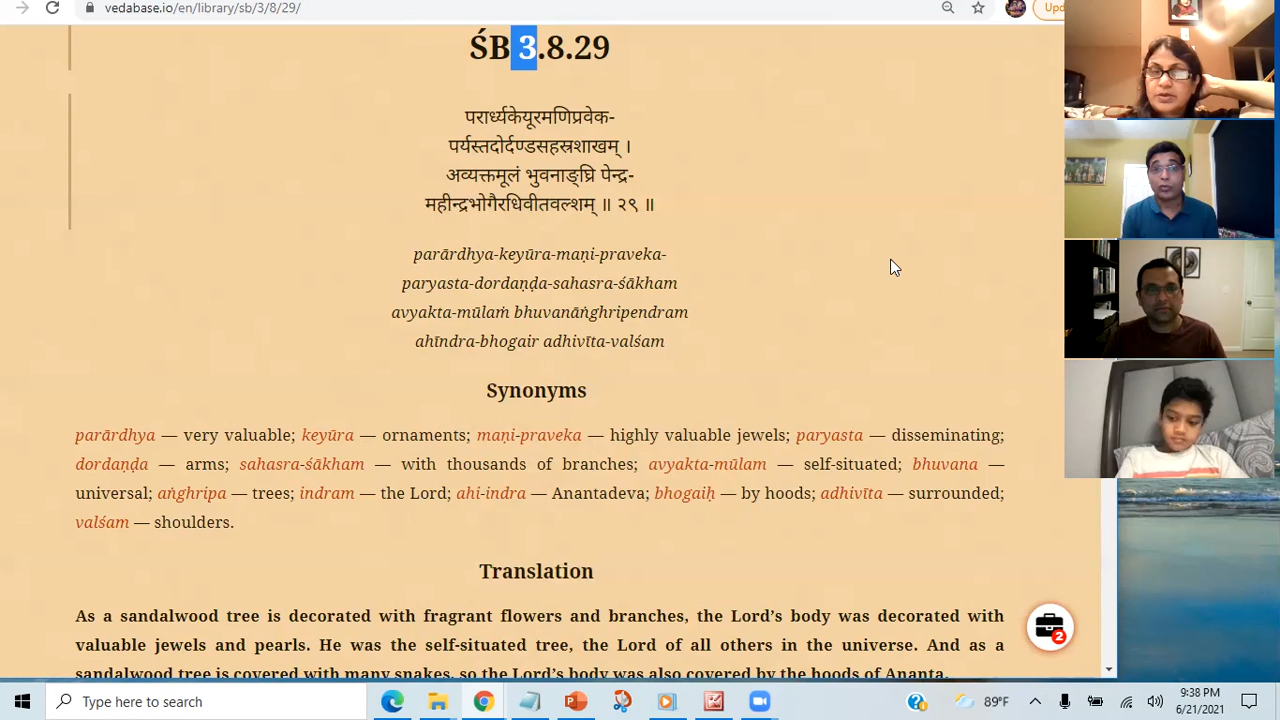 vedabase.io/en/library/sb/3/8/29/
ŚB 3.8.29
परार्ध्यकेयूरमणिप्रवेक-
पर्यस्तदोर्दण्डसहस्रशाखम् ।
अव्यक्तमूलं भुवनाङ्‌घ्रि पेन्द्र-
महीन्द्रभोगैरधिवीतवल्शम् ॥ २९ ॥
parārdhya-keyūra-maṇi-praveka-
paryasta-dordaṇḍa-sahasra-śākham
avyakta-mūlaṁ bhuvanāṅghripendram
ahīndra-bhogair adhivīta-valśam
Synonyms
parārdhya — very valuable; keyūra — ornaments; maṇi-praveka — highly valuable jewels; paryasta — disseminating;
dordaṇḍa — arms; sahasra-śākham — with thousands of branches; avyakta-mūlam — self-situated; bhuvana —
universal; aṅghripa — trees; indram — the Lord; ahi-indra — Anantadeva; bhogaiḥ — by hoods; adhivīta — surrounded;
valśam — shoulders.
Translation
As a sandalwood tree is decorated with fragrant flowers and branches, the Lord’s body was decorated with
valuable jewels and pearls. He was the self-situated tree, the Lord of all others in the universe. And as a
sandalwood tree is covered with many snakes, so the Lord’s body was also covered by the hoods of Ananta.
2
Type here to search
89°F
9:38 PM
6/21/2021